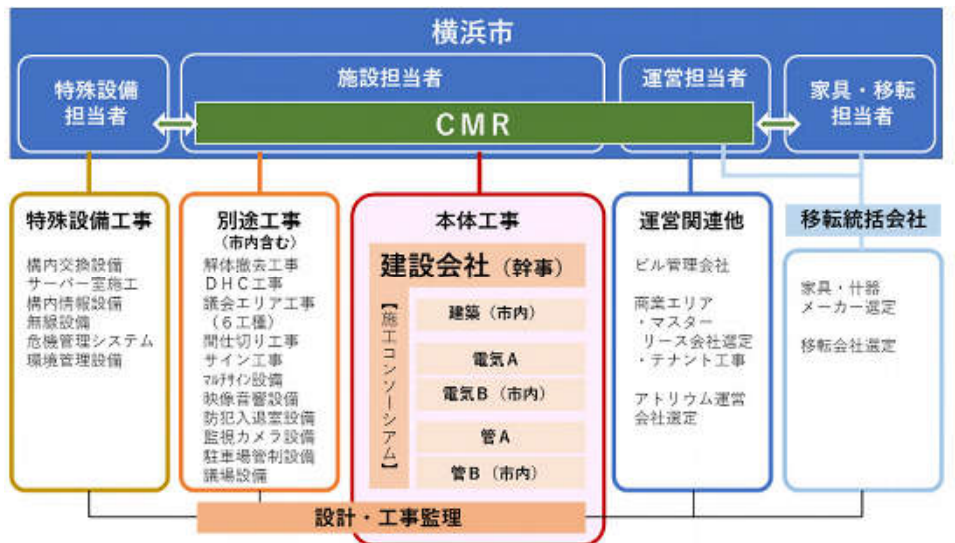 横浜市
特殊設備
担当者
施設担当者
運営担当者
家具・移転
担当者
CMR
特殊設備工事
構内交換設備
サーバー室施工
構内情報設備
無線設備
危機管理システム
環境管理設備
別途工事
（市内含む）
解体撤去工事
DHC工事
議会エリア工事
（6工種）
間仕切り工事
サイン工事
マルチサイン設備
映像音響設備
防犯入退室設備
監視カメラ設備
駐車場管制設備
議場設備
本体工事
建設会社（幹事）
【施工コンソーシアム】
建築（市内）
電気A
電気B（市内）
管A
管B（市内）
運営関連他
ビル管理会社
商業エリア
・マスター
リース会社選定
・テナント工事
アトリウム運営
会社選定
移転統括会社
家具・什器
メーカー選定
移転会社選定
設計・工事監理